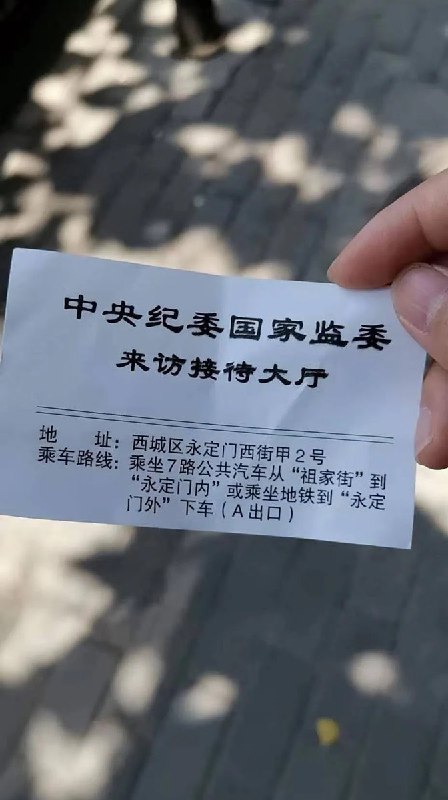 中央纪委国家监委
来访接待大厅
地　　址：西城区永定门西街甲2号
乘车路线：乘坐7路公共汽车从“祖家街”到
“永定门内”或乘坐地铁到“永定
门外”下车（A出口）